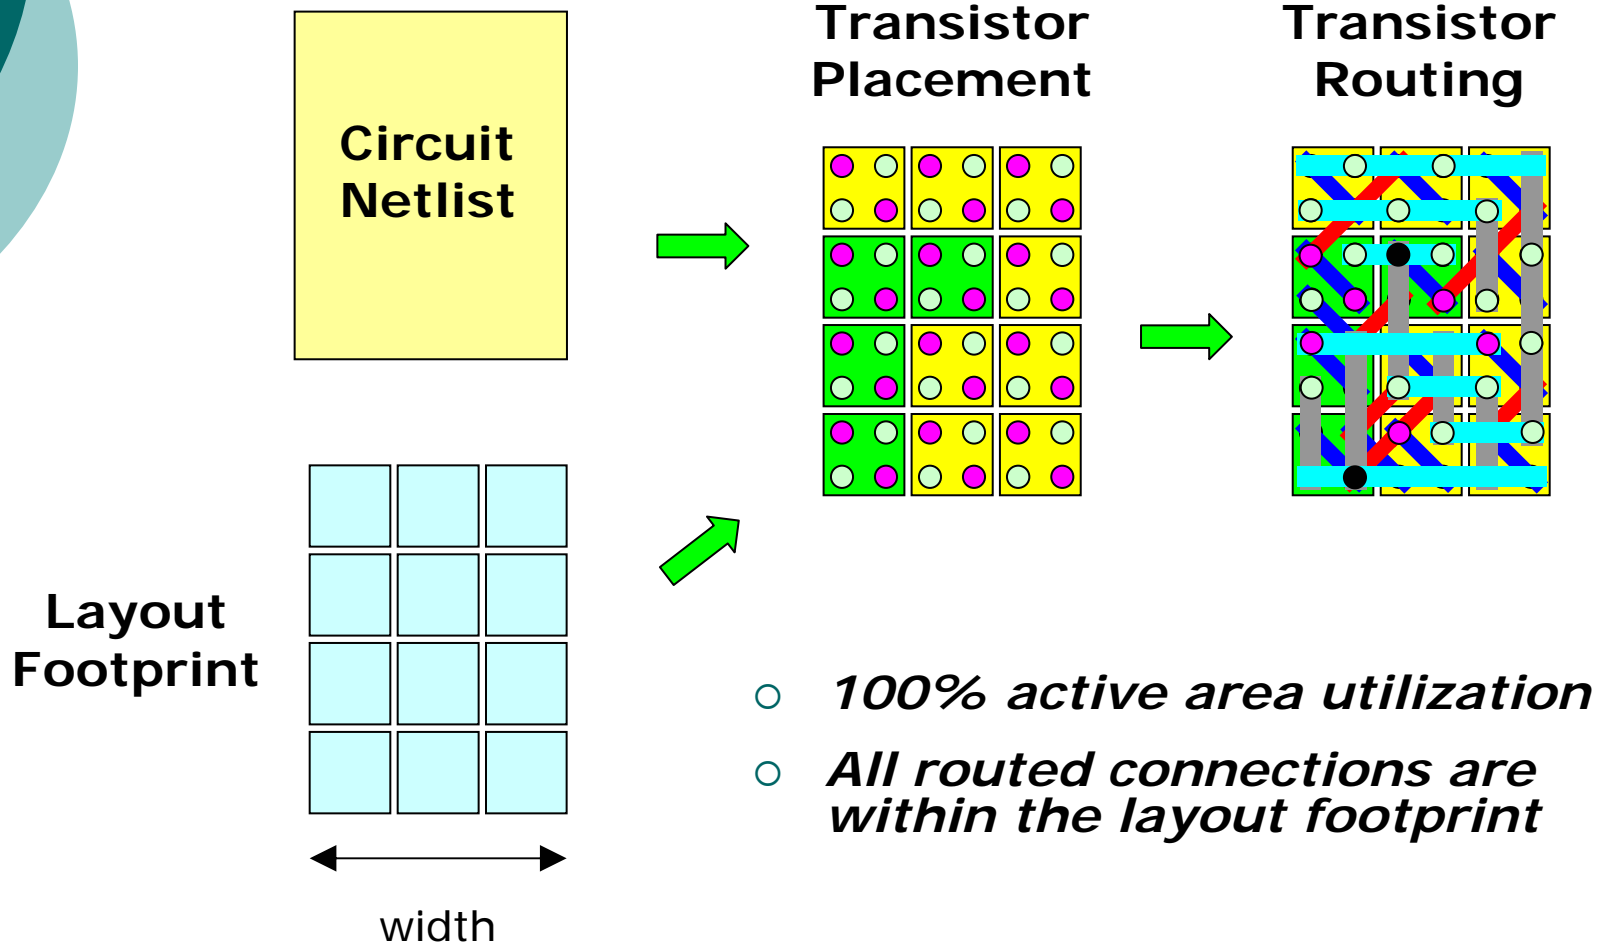 Circuit
Netlist
Transistor
Placement
Transistor
Routing
Layout
Footprint
width
100% active area utilization
All routed connections are
within the layout footprint